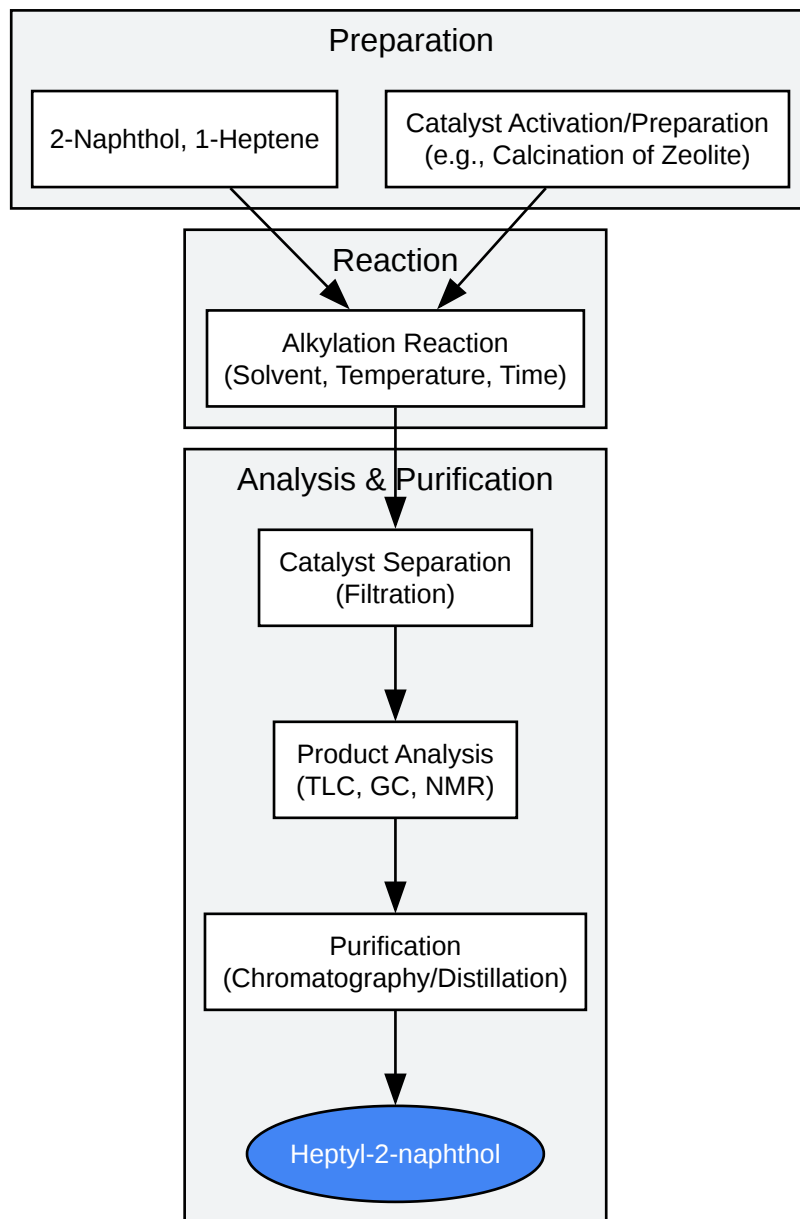 Preparation
2-Naphthol, 1-Heptene
Catalyst Activation/Preparation
(e.g., Calcination of Zeolite)
Reaction
Alkylation Reaction
(Solvent, Temperature, Time)
Analysis & Purification
Catalyst Separation
(Filtration)
Product Analysis
(TLC, GC, NMR)
Purification
(Chromatography/Distillation)
Heptyl-2-naphthol